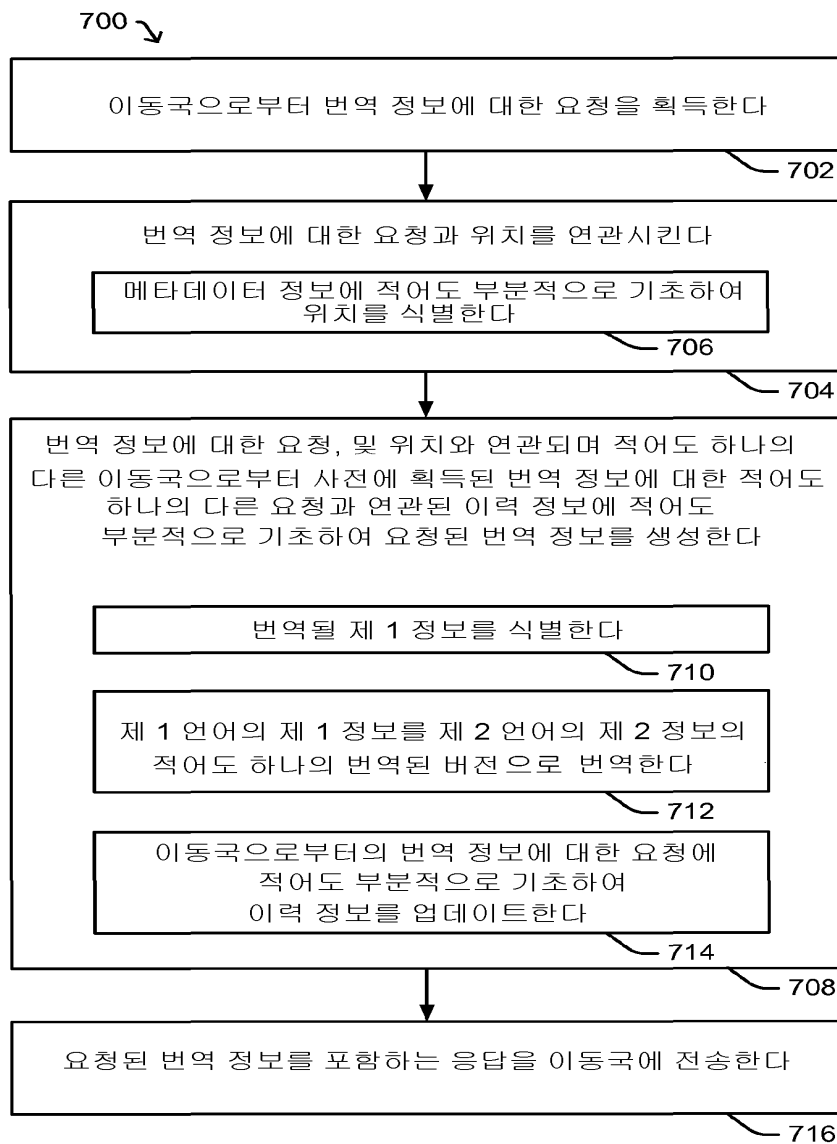 700
이동국으로부터 번역 정보에 대한 요청을 획득한다
702
번역 정보에 대한 요청과 위치를 연관시킨다
메타데이터 정보에 적어도 부분적으로 기초하여
위치를 식별한다
706
704
번역 정보에 대한 요청, 및 위치와 연관되며 적어도 하나의
다른 이동국으로부터 사전에 획득된 번역 정보에 대한 적어도
하나의 다른 요청과 연관된 이력 정보에 적어도
부분적으로 기초하여 요청된 번역 정보를 생성한다
번역될 제 1 정보를 식별한다
710
제 1 언어의 제 1 정보를 제 2 언어의 제 2 정보의
적어도 하나의 번역된 버전으로 번역한다
712
이동국으로부터의 번역 정보에 대한 요청에
적어도 부분적으로 기초하여
이력 정보를 업데이트한다
714
708
요청된 번역 정보를 포함하는 응답을 이동국에 전송한다
716